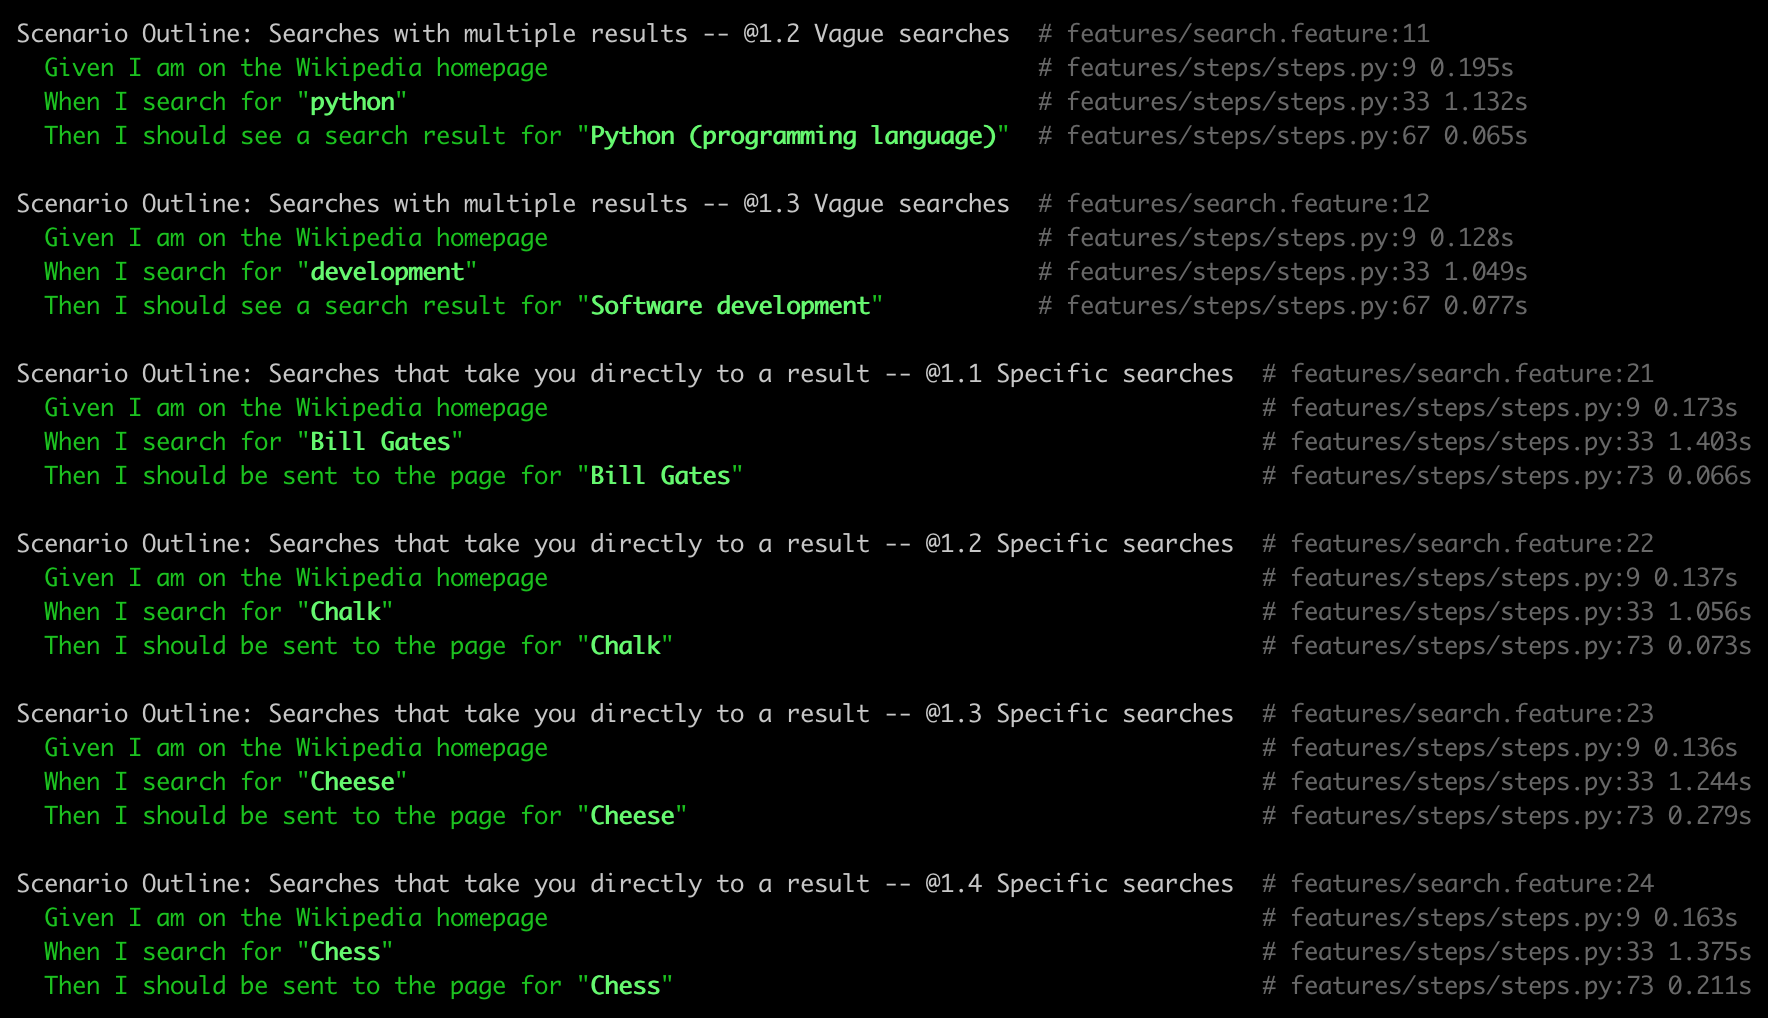 Scenario Outline: Searches with multiple results -- @1.2 Vague searches  # features/search.feature:11
  Given I am on the Wikipedia homepage                                   # features/steps/steps.py:9 0.195s
  When I search for "python"                                             # features/steps/steps.py:33 1.132s
  Then I should see a search result for "Python (programming language)"  # features/steps/steps.py:67 0.065s

Scenario Outline: Searches with multiple results -- @1.3 Vague searches  # features/search.feature:12
  Given I am on the Wikipedia homepage                                   # features/steps/steps.py:9 0.128s
  When I search for "development"                                        # features/steps/steps.py:33 1.049s
  Then I should see a search result for "Software development"           # features/steps/steps.py:67 0.077s

Scenario Outline: Searches that take you directly to a result -- @1.1 Specific searches  # features/search.feature:21
  Given I am on the Wikipedia homepage                                                   # features/steps/steps.py:9 0.173s
  When I search for "Bill Gates"                                                         # features/steps/steps.py:33 1.403s
  Then I should be sent to the page for "Bill Gates"                                     # features/steps/steps.py:73 0.066s

Scenario Outline: Searches that take you directly to a result -- @1.2 Specific searches  # features/search.feature:22
  Given I am on the Wikipedia homepage                                                   # features/steps/steps.py:9 0.137s
  When I search for "Chalk"                                                              # features/steps/steps.py:33 1.056s
  Then I should be sent to the page for "Chalk"                                          # features/steps/steps.py:73 0.073s

Scenario Outline: Searches that take you directly to a result -- @1.3 Specific searches  # features/search.feature:23
  Given I am on the Wikipedia homepage                                                   # features/steps/steps.py:9 0.136s
  When I search for "Cheese"                                                             # features/steps/steps.py:33 1.244s
  Then I should be sent to the page for "Cheese"                                         # features/steps/steps.py:73 0.279s

Scenario Outline: Searches that take you directly to a result -- @1.4 Specific searches  # features/search.feature:24
  Given I am on the Wikipedia homepage                                                   # features/steps/steps.py:9 0.163s
  When I search for "Chess"                                                              # features/steps/steps.py:33 1.375s
  Then I should be sent to the page for "Chess"                                          # features/steps/steps.py:73 0.211s